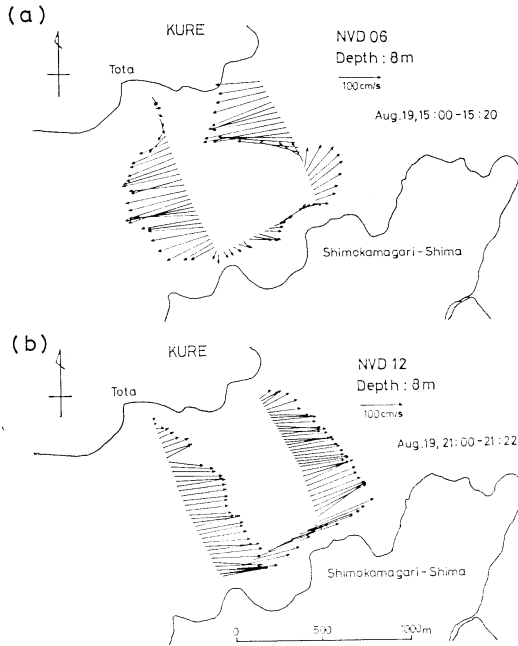 (a)
KURE
NVD 06
Depth : 8m
100cm/s
Tota
Aug.19,15:00-15:20
Shimokamagari-Shima
(b)
KURE
NVD 12
Depth : 8m
100cm/s
Tota
Aug.19, 21:00-21:22
Shimokamagari-Shima
0 500 1000m